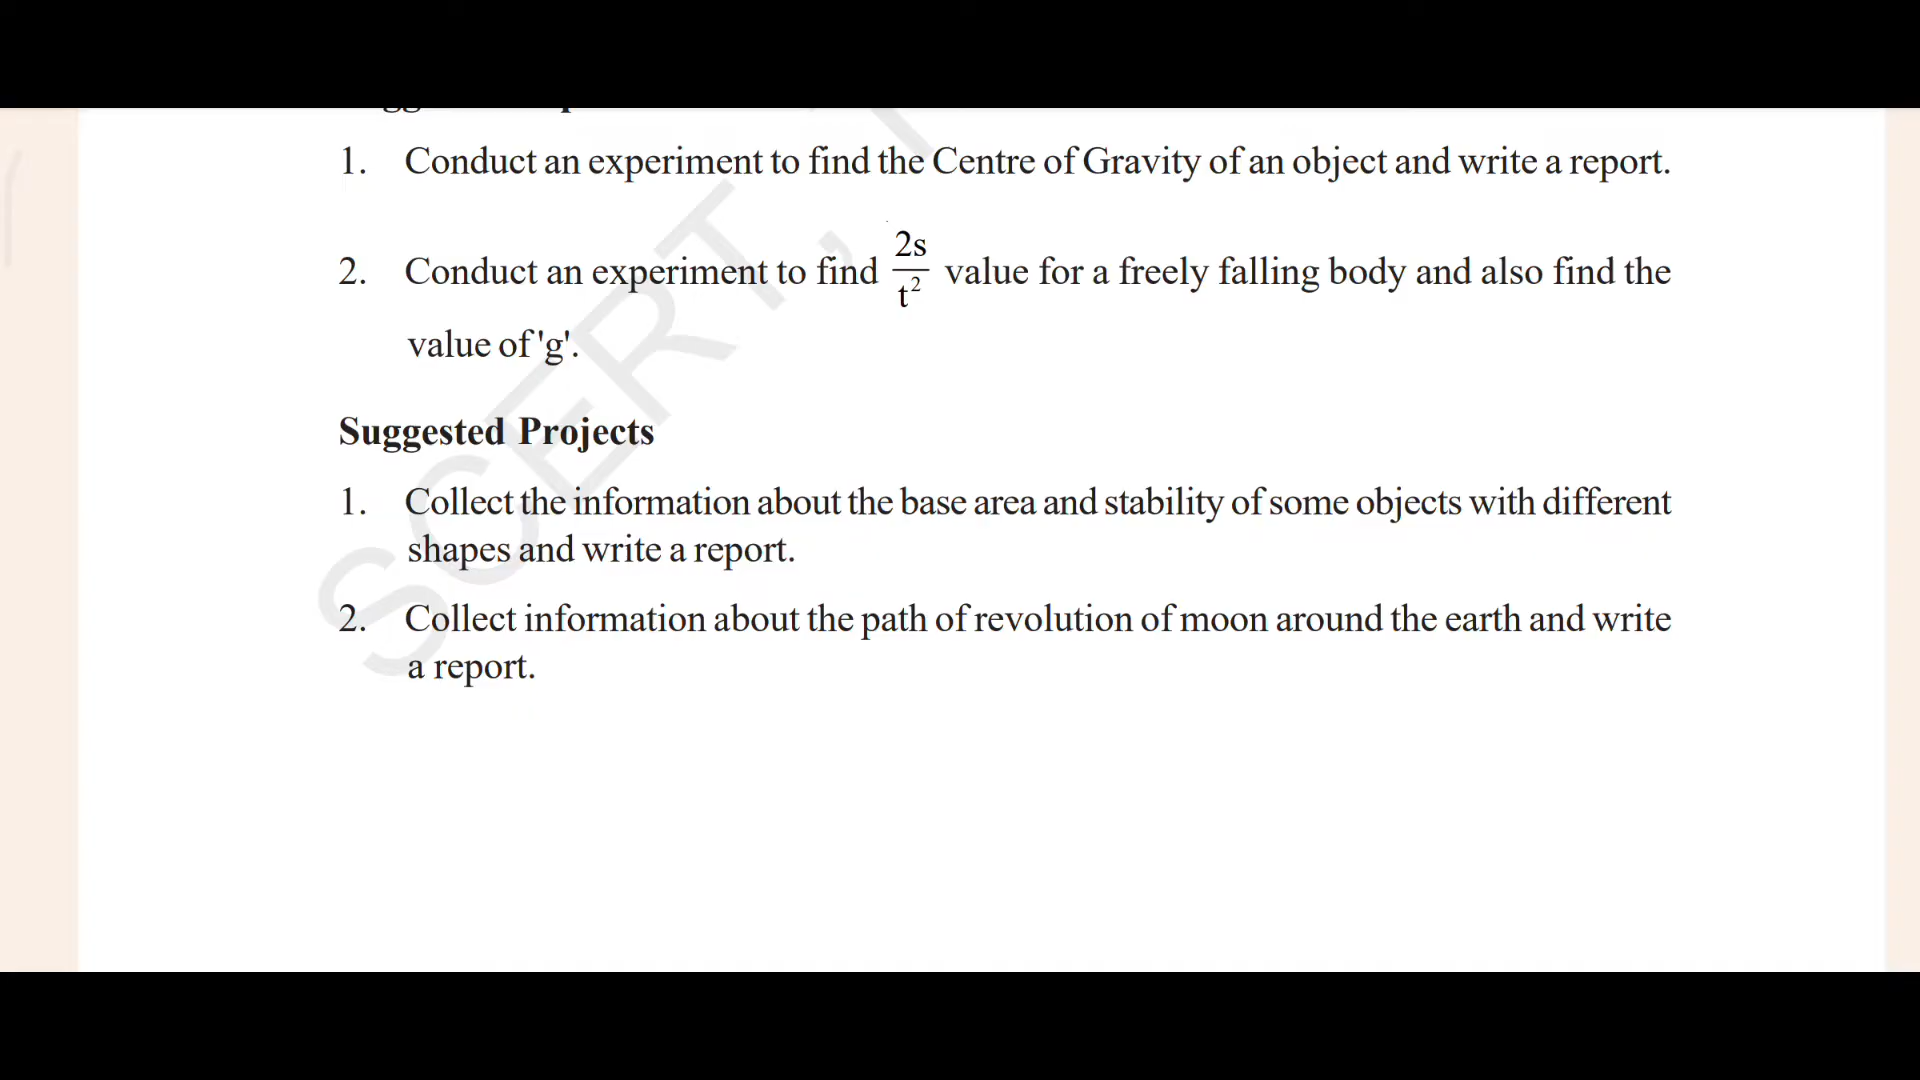 1. Conduct an experiment to find the Centre of Gravity of an object and write a report.
2. Conduct an experiment to find 2s/t² value for a freely falling body and also find the
value of 'g'.
Suggested Projects
1. Collect the information about the base area and stability of some objects with different
shapes and write a report.
2. Collect information about the path of revolution of moon around the earth and write
a report.
SCERT,